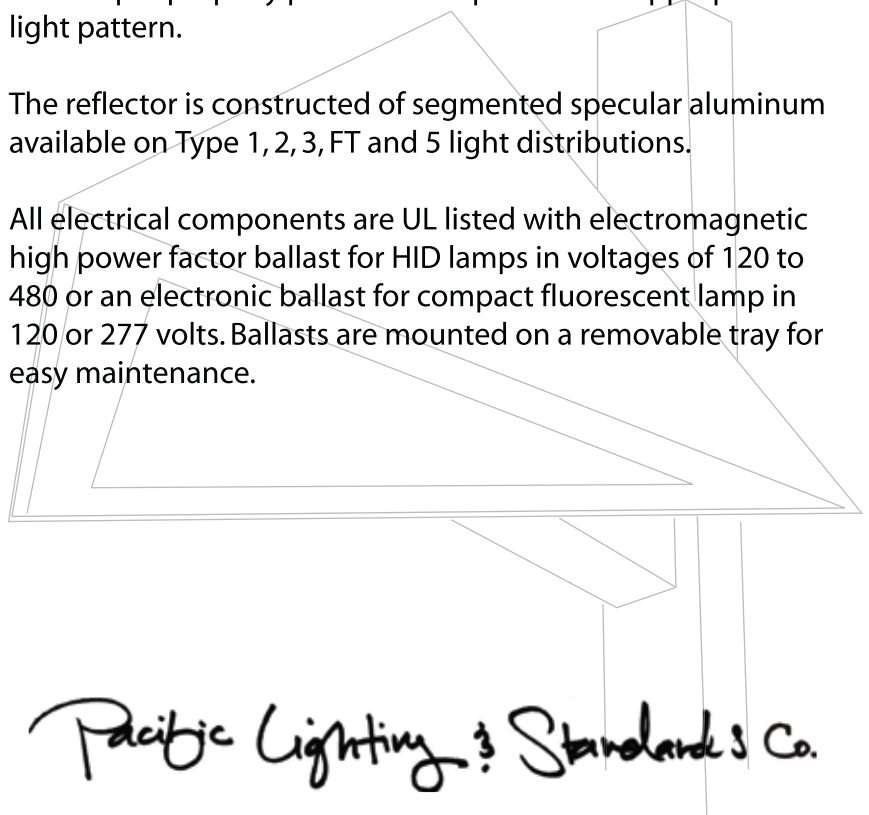 light pattern.
The reflector is constructed of segmented specular aluminum
available on Type 1, 2, 3, FT and 5 light distributions.
All electrical components are UL listed with electromagnetic
high power factor ballast for HID lamps in voltages of 120 to
480 or an electronic ballast for compact fluorescent lamp in
120 or 277 volts. Ballasts are mounted on a removable tray for
easy maintenance.
Pacific Lighting & Standards Co.